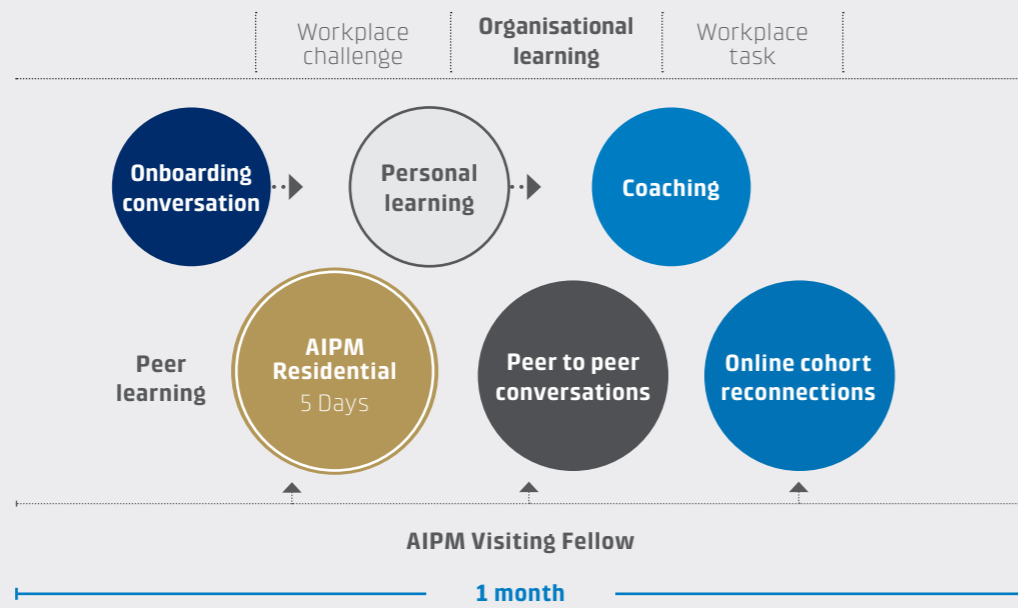 Workplace
challenge
Organisational
learning
Workplace
task
Onboarding
conversation
Personal
learning
Coaching
Peer
learning
AIPM
Residential
5 Days
Peer to peer
conversations
Online cohort
reconnections
AIPM Visiting Fellow
1 month